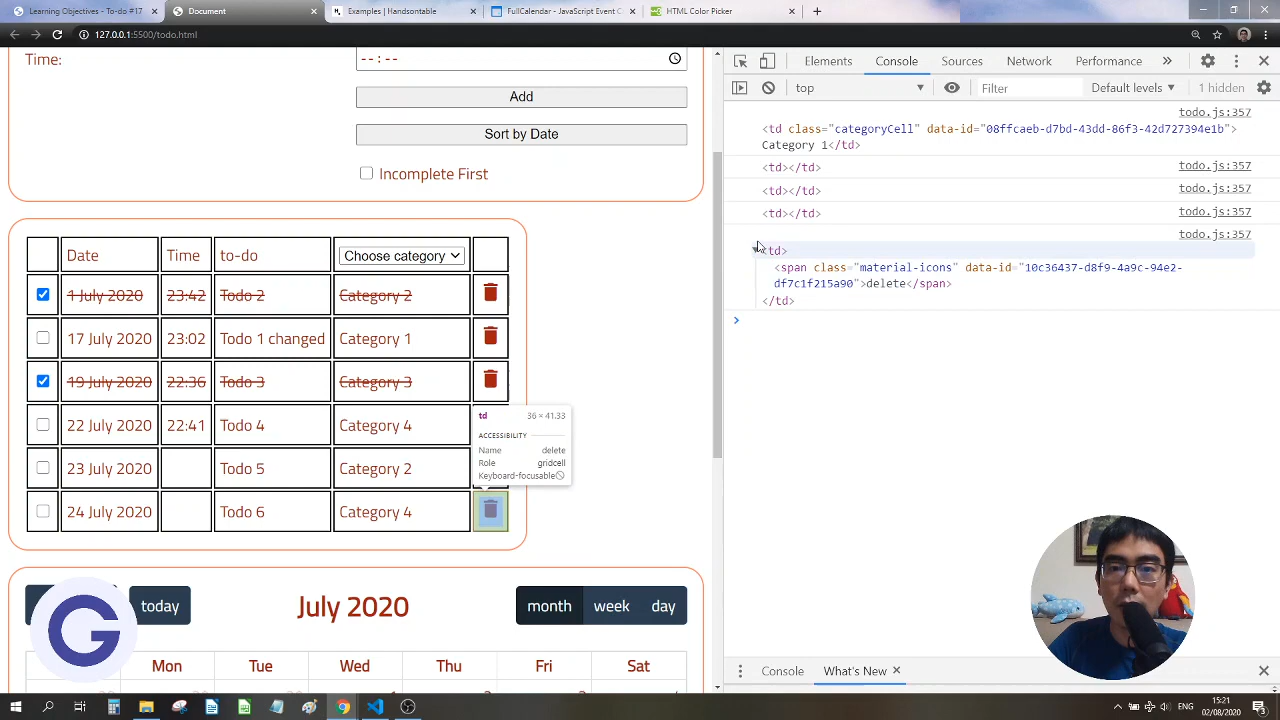 Learning Objectives - To-do #17
Document
Examples | Handsontable
FullCalendar - JavaScript Event C
HTML Color Picker
127.0.0.1:5500/todo.html
Time:
-- : --
Add
Sort by Date
Incomplete First
Date Time to-do Choose category
1 July 2020 23:42 Todo 2 Category 2
17 July 2020 23:02 Todo 1 changed Category 1
19 July 2020 22:36 Todo 3 Category 3
22 July 2020 22:41 Todo 4 Category 4
23 July 2020 Todo 5 Category 2
24 July 2020 Todo 6 Category 4
td 36 × 41.33
ACCESSIBILITY
Name delete
Role gridcell
Keyboard-focusable
G
today
July 2020
month week day
Mon Tue Wed Thu Fri Sat
Elements Console Sources Network Performance »
top Filter Default levels 1 hidden
todo.js:357
<td class="categoryCell" data-id="08ffcaeb-d7bd-43dd-86f3-42d727394e1b">
Category 1</td>
<td></td> todo.js:357
<td></td> todo.js:357
<td></td> todo.js:357
todo.js:357
<td>
<span class="material-icons" data-id="10c36437-d8f9-4a9c-94e2-
df7c1f215a90">delete</span>
</td>
Console What's New
15:21
02/08/2020